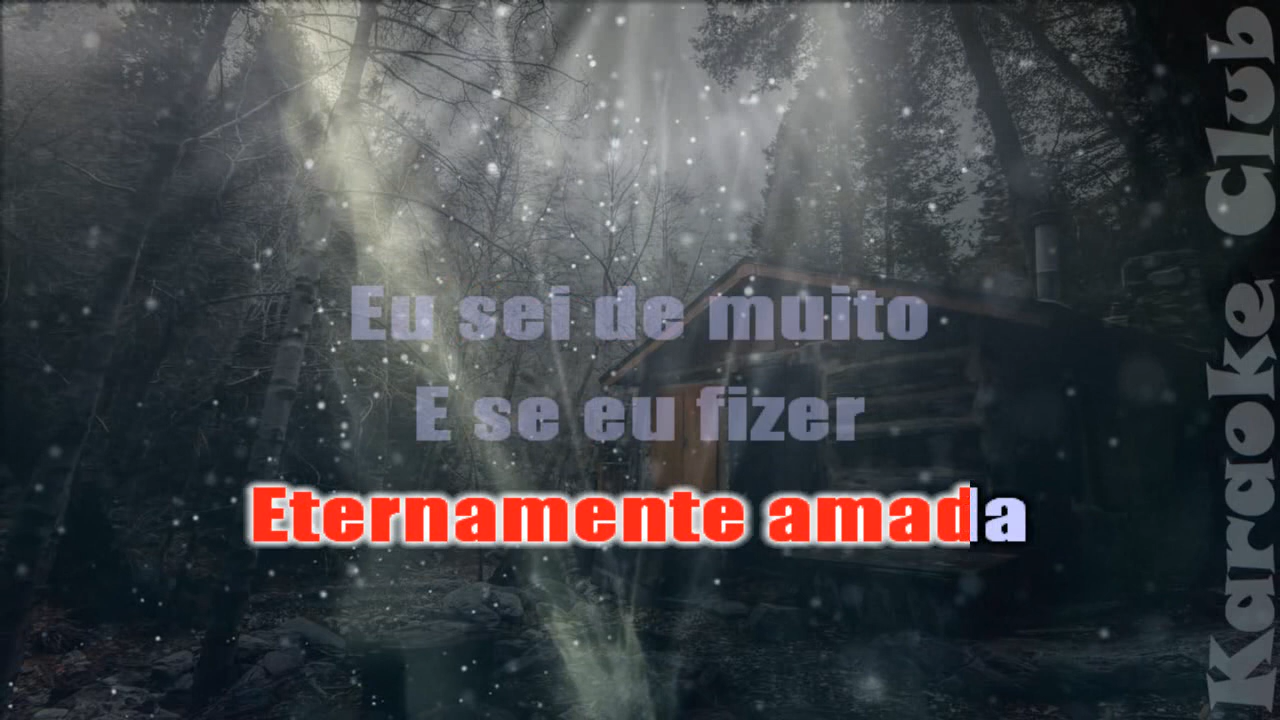 Eu sei de muito
E se eu fizer
Eternamente amada
Karaoke Club